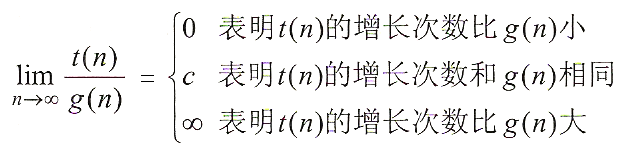 0 表明t(n)的增长次数比g(n)小
lim n→∞ t(n)/g(n) = { c 表明t(n)的增长次数和g(n)相同
∞ 表明t(n)的增长次数比g(n)大